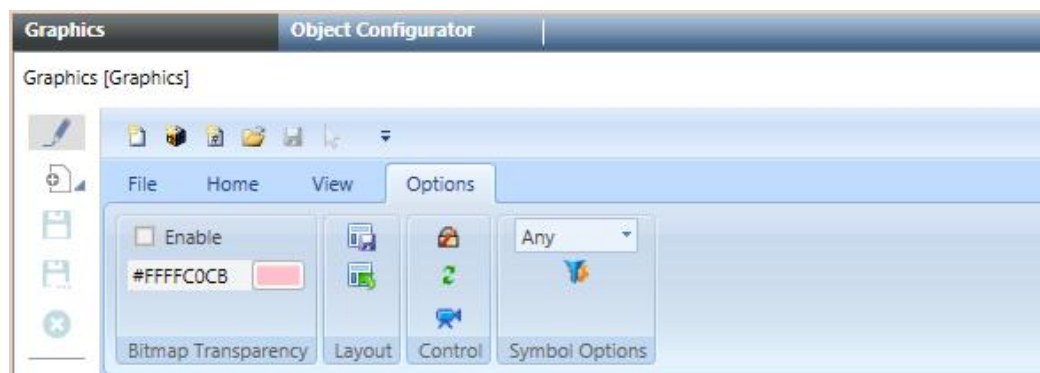 Graphics Object Configurator
Graphics [Graphics]
File Home View Options
Enable Any
#FFFFC0CB
Bitmap Transparency Layout Control Symbol Options